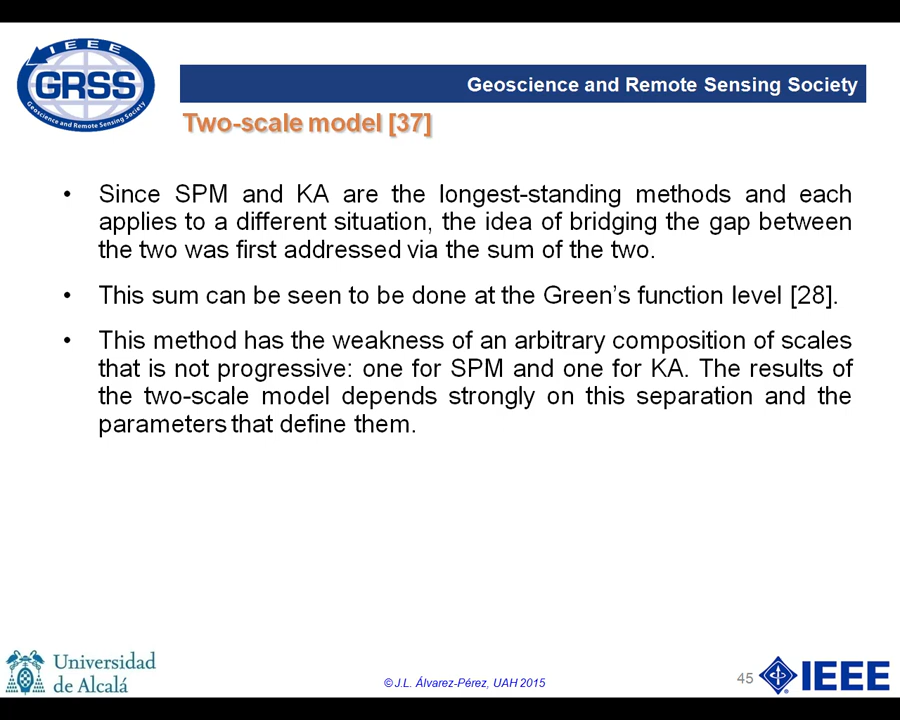 IEEE
GRSS
Geoscience and Remote Sensing Society
Geoscience and Remote Sensing Society
Two-scale model [37]
• Since SPM and KA are the longest-standing methods and each
applies to a different situation, the idea of bridging the gap between
the two was first addressed via the sum of the two.
• This sum can be seen to be done at the Green’s function level [28].
• This method has the weakness of an arbitrary composition of scales
that is not progressive: one for SPM and one for KA. The results of
the two-scale model depends strongly on this separation and the
parameters that define them.
Universidad
de Alcalá
© J.L. Álvarez-Pérez, UAH 2015
45
IEEE